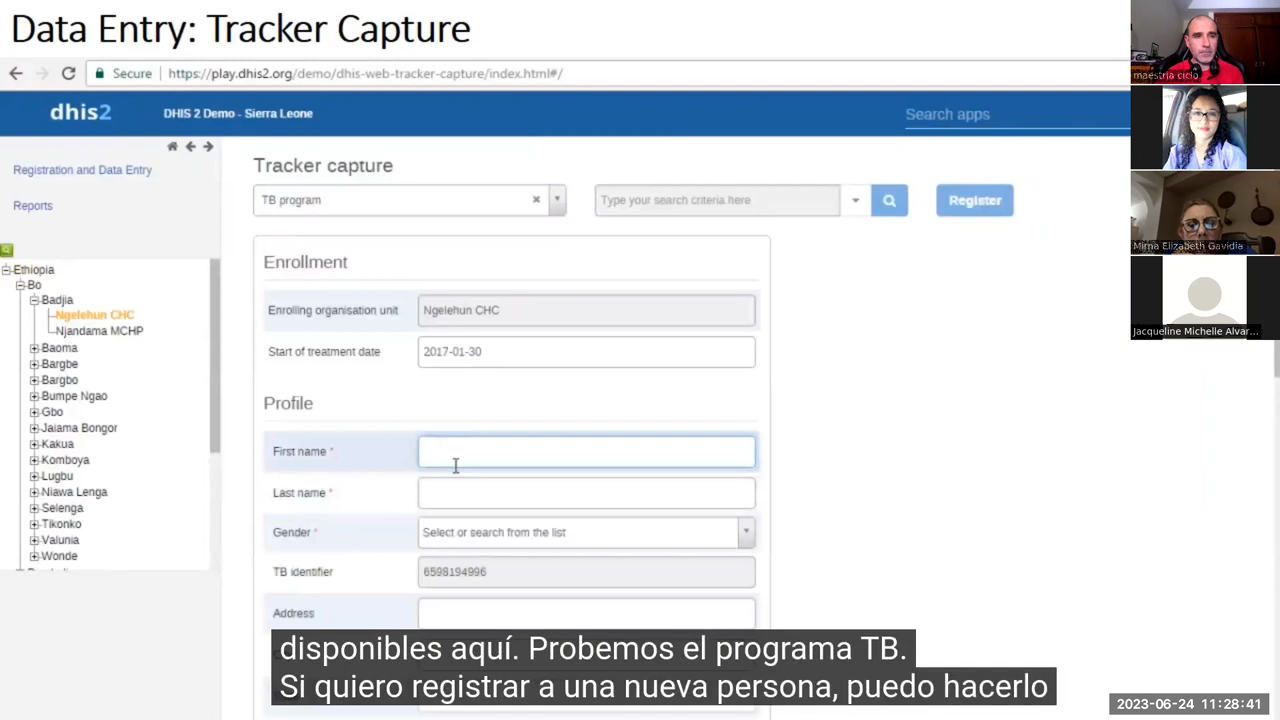 Data Entry: Tracker Capture
Secure https://play.dhis2.org/demo/dhis-web-tracker-capture/index.html#/
dhis2 DHIS 2 Demo - Sierra Leone Search apps
Registration and Data Entry
Reports
Ethiopia
Bo
Badjia
Ngelehun CHC
Njandama MCHP
Baoma
Bargbe
Bargbo
Bumpe Ngao
Gbo
Jaiama Bongor
Kakua
Komboya
Lugbu
Niawa Lenga
Selenga
Tikonko
Valunia
Wonde
Tracker capture
TB program Type your search criteria here Register
Enrollment
Enrolling organisation unit Ngelehun CHC
Start of treatment date 2017-01-30
Profile
First name *
Last name *
Gender * Select or search from the list
TB identifier 6598194996
Address
disponibles aquí. Probemos el programa TB.
Si quiero registrar a una nueva persona, puedo hacerlo
maestria ciclo
Mirna Elizabeth Gavidia
Jacqueline Michelle Alvar...
2023-06-24 11:28:41